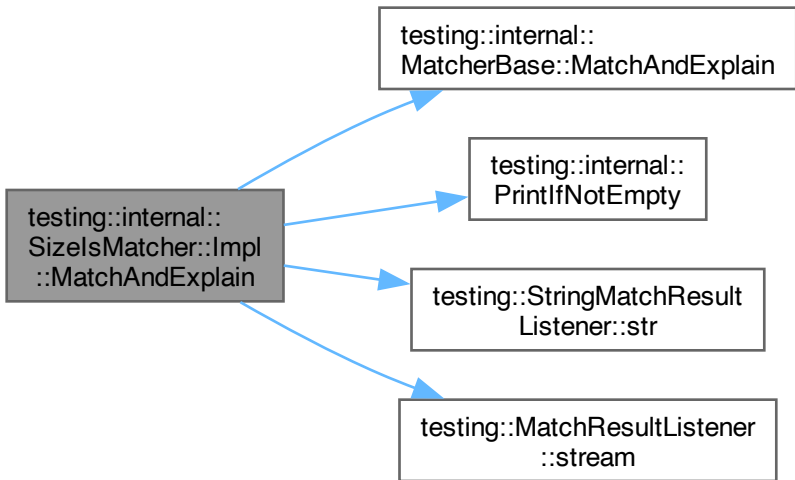 testing::internal::
MatcherBase::MatchAndExplain
testing::internal::
PrintIfNotEmpty
testing::internal::
SizeIsMatcher::Impl
::MatchAndExplain
testing::StringMatchResult
Listener::str
testing::MatchResultListener
::stream